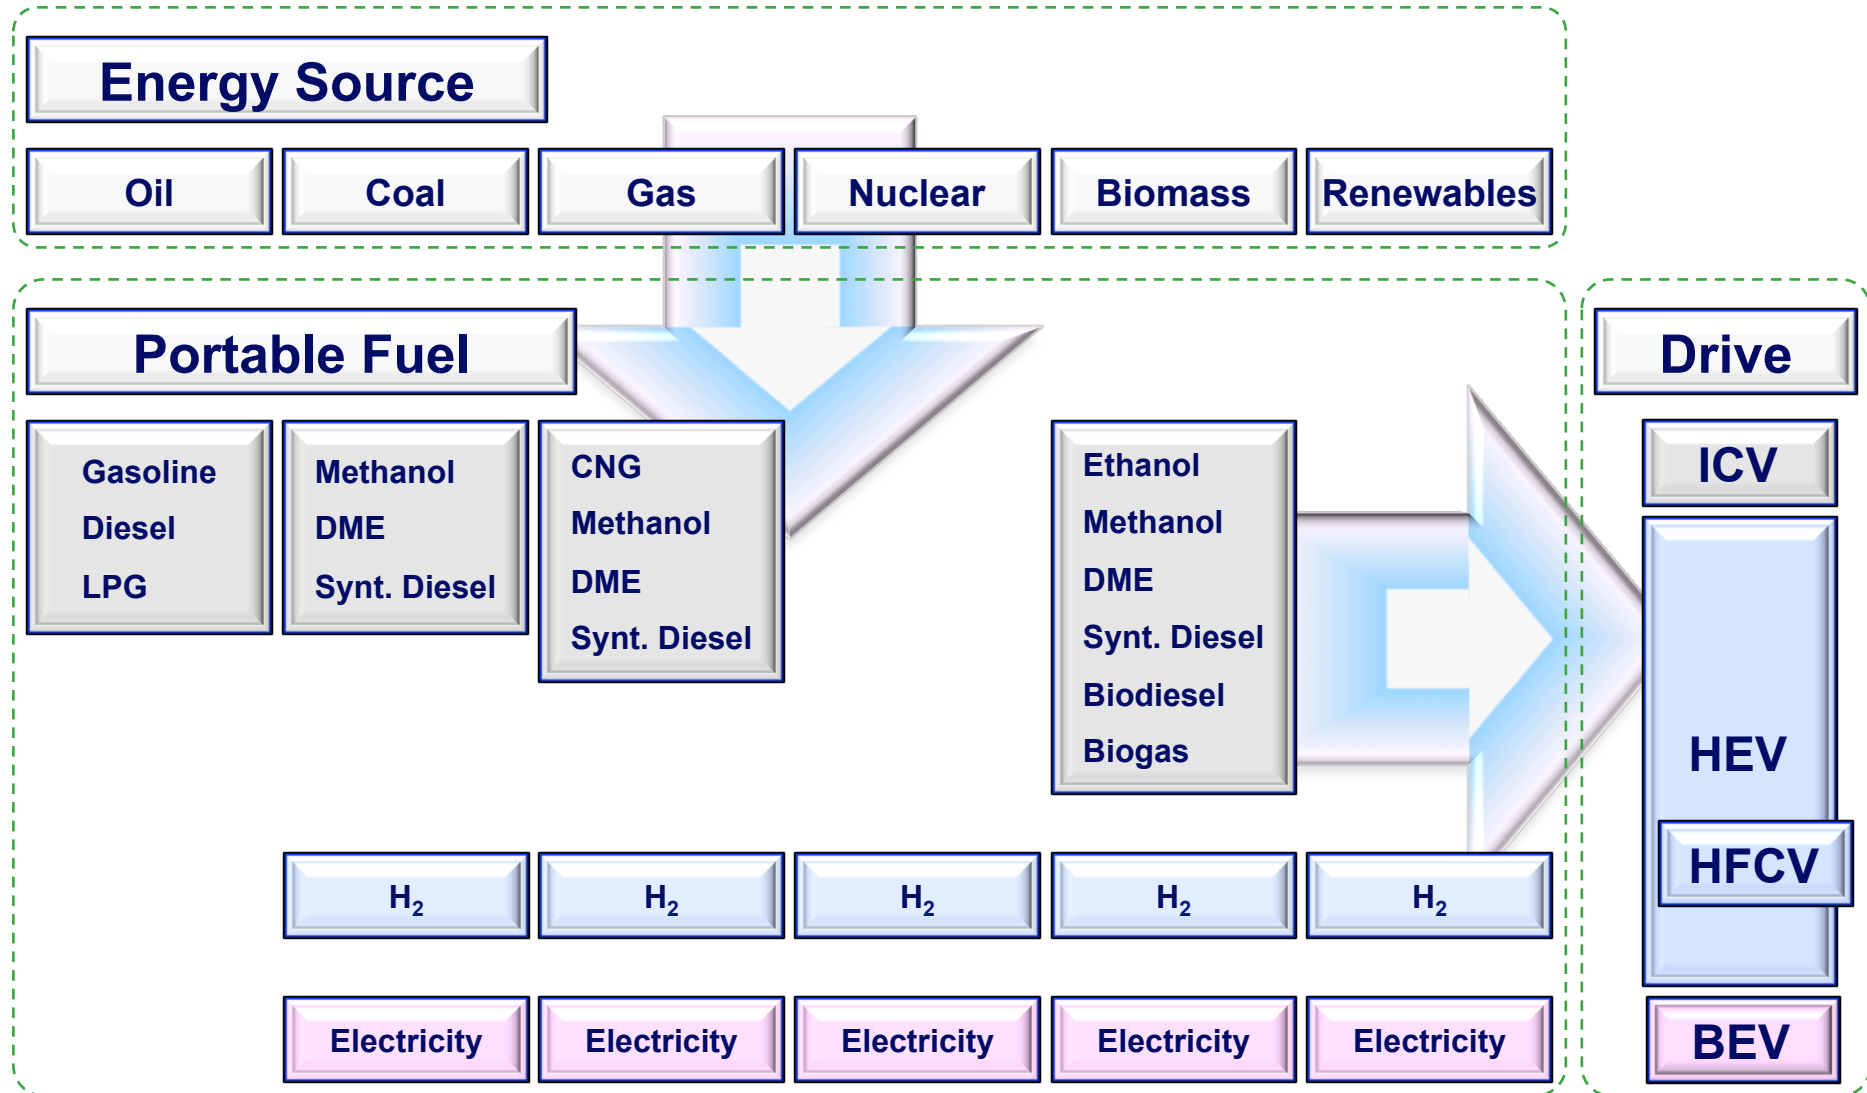 Energy Source
Oil
Coal
Gas
Nuclear
Biomass
Renewables
Portable Fuel
Drive
Gasoline
Diesel
LPG
Methanol
DME
Synt. Diesel
CNG
Methanol
DME
Synt. Diesel
Ethanol
Methanol
DME
Synt. Diesel
Biodiesel
Biogas
ICV
HEV
HFCV
H₂
H₂
H₂
H₂
H₂
Electricity
Electricity
Electricity
Electricity
Electricity
BEV